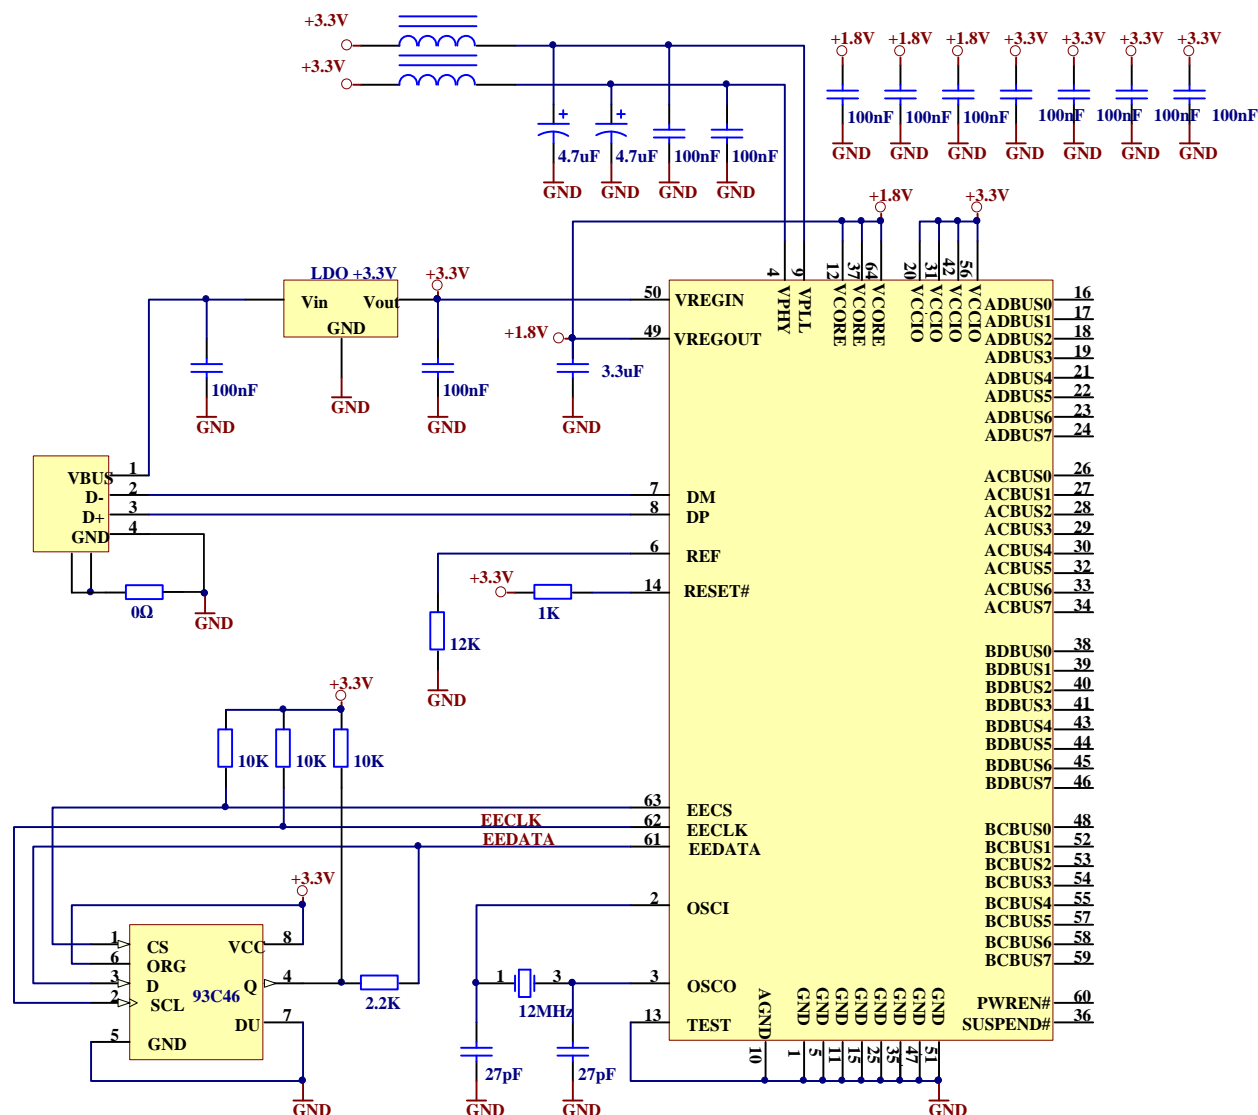 +3.3V
+3.3V
4.7uF
4.7uF
100nF
100nF
GND
GND
GND
GND
+1.8V
+1.8V
+1.8V
+3.3V
+3.3V
+3.3V
+3.3V
100nF
100nF
100nF
100nF
100nF
100nF
100nF
GND
GND
GND
GND
GND
GND
GND
+1.8V
+3.3V
4
9
12
37
64
20
31
42
56
VPHY
VPLL
VCORE
VCORE
VCORE
VCCIO
VCCIO
VCCIO
VCCIO
LDO +3.3V
Vin
Vout
GND
+3.3V
100nF
GND
GND
100nF
GND
+1.8V
3.3uF
GND
50
VREGIN
49
VREGOUT
VBUS
1
D-
2
D+
3
GND
4
0Ω
GND
7
DM
8
DP
6
REF
14
RESET#
+3.3V
1K
12K
GND
+3.3V
10K
10K
10K
63
EECS
EECLK
62
EECLK
EEDATA
61
EEDATA
2
OSCI
3
OSCO
13
TEST
+3.3V
1
CS
6
ORG
3
D
2
SCL
5
GND
93C46
VCC
8
Q
4
DU
7
2.2K
GND
1
3
12MHz
27pF
27pF
GND
GND
AGND
GND
GND
GND
GND
GND
GND
GND
GND
10
1
5
11
15
25
35
47
51
GND
ADBUS0
16
ADBUS1
17
ADBUS2
18
ADBUS3
19
ADBUS4
21
ADBUS5
22
ADBUS6
23
ADBUS7
24
ACBUS0
26
ACBUS1
27
ACBUS2
28
ACBUS3
29
ACBUS4
30
ACBUS5
32
ACBUS6
33
ACBUS7
34
BDBUS0
38
BDBUS1
39
BDBUS2
40
BDBUS3
41
BDBUS4
43
BDBUS5
44
BDBUS6
45
BDBUS7
46
BCBUS0
48
BCBUS1
52
BCBUS2
53
BCBUS3
54
BCBUS4
55
BCBUS5
57
BCBUS6
58
BCBUS7
59
PWREN#
60
SUSPEND#
36